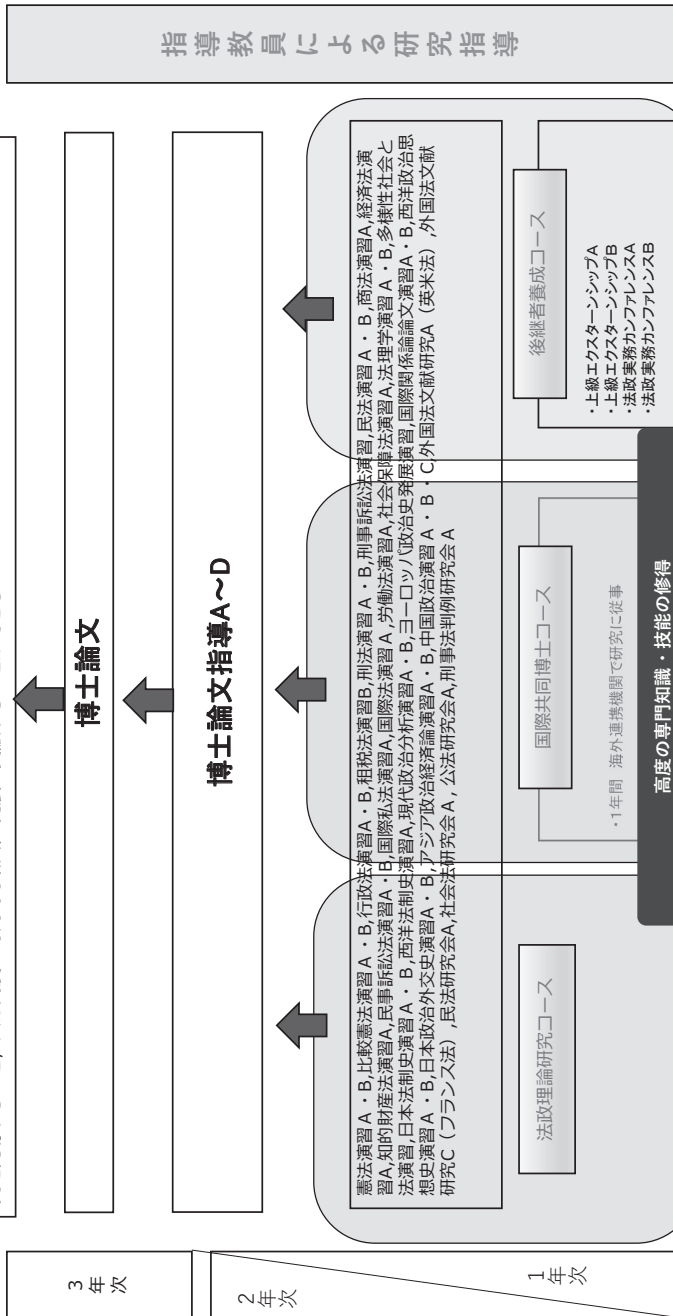 指導教員による研究指導
博士論文
博士論文指導A～D
憲法演習A・B,比較憲法演習A・B,行政法演習A・B,租税法演習B,刑法演習A・B,刑事訴訟法演習,民法演習A・B,商法演習A,経済法演
習A,知的財産法演習A,民事訴訟法演習A・B,国際私法演習A,国際法演習A,労働法演習A,社会保障法演習A,法理学演習A・B,多様性社会と
法演習,日本法制史演習A・B,西洋法制史演習A,現代政治分析演習A・B,ヨーロッパ政治史発展演習,国際関係論論文演習A・B,西洋政治思
想史演習A・B,日本政治外交史演習A・B,アジア政治経済論演習A・B,中国政治演習A・B・C,外国法文献研究A（英米法）,外国法文献
研究C（フランス法）,民法研究会A,社会法研究会A,公法研究会A,刑事法判例研究会A
法政理論研究コース
国際共同博士コース
・1年間 海外連携機関で研究に従事
後継者養成コース
・上級エクスターンシップA
・上級エクスターンシップB
・法政実務カンファレンスA
・法政実務カンファレンスB
高度の専門知識・技能の修得
3年次
2年次
1年次